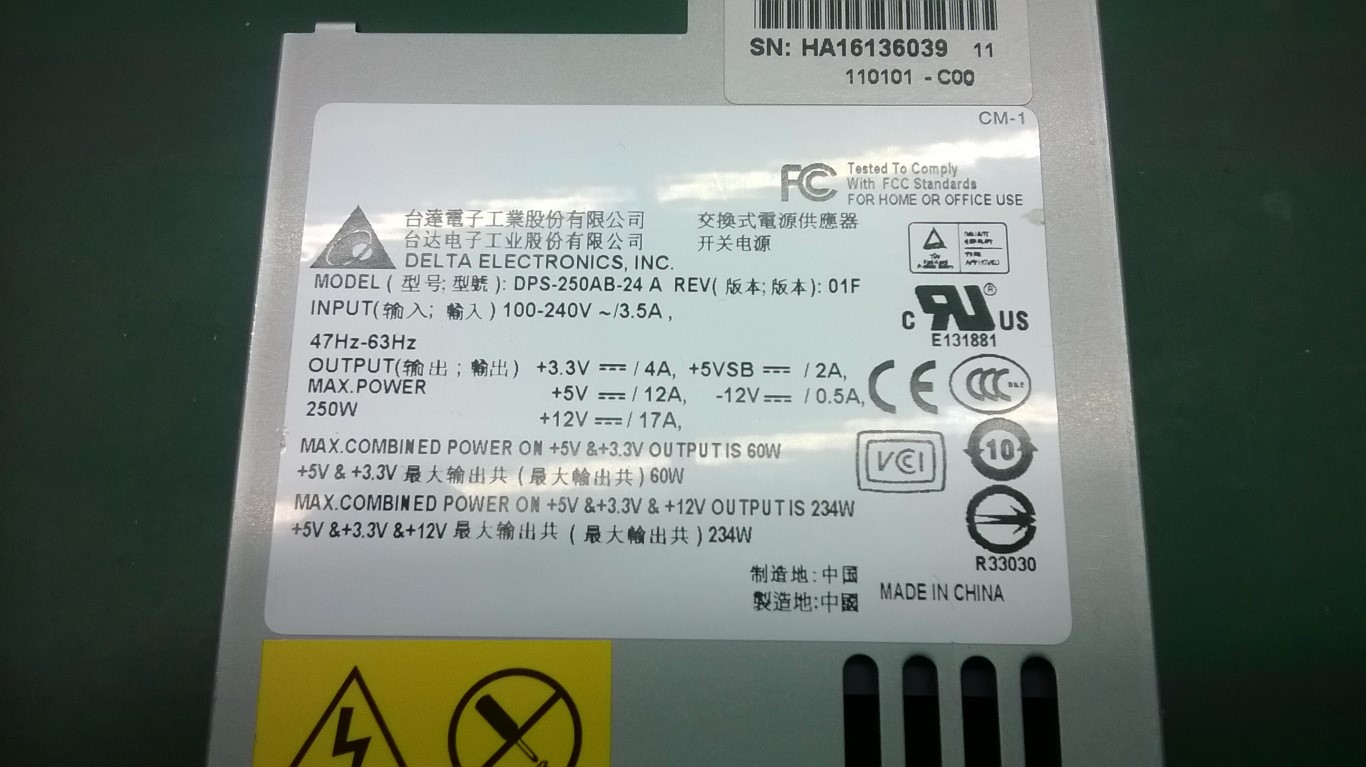 SN: HA16136039 11
110101 - C00
CM-1
FC Tested To Comply
With FCC Standards
FOR HOME OR OFFICE USE
台達電子工業股份有限公司 交換式電源供應器
台达电子工业股份有限公司 开关电源
DELTA ELECTRONICS, INC.
MODEL ( 型号; 型號 ): DPS-250AB-24 A REV( 版本; 版本): 01F
INPUT(输入; 輸入 ) 100-240V ~/3.5A ,
47Hz-63Hz
C UR US
E131881
OUTPUT(输出 ; 輸出) +3.3V ⎓ / 4A, +5VSB ⎓ / 2A,
MAX.POWER +5V ⎓ / 12A, -12V ⎓ / 0.5A,
250W +12V ⎓ / 17A,
CE
CCC
MAX.COMBINED POWER ON +5V &+3.3V OUTPUT IS 60W
+5V & +3.3V 最大输出共 ( 最大輸出共 ) 60W
VCCI
10
MAX.COMBINED POWER ON +5V &+3.3V & +12V OUTPUT IS 234W
+5V &+3.3V &+12V 最大输出共 ( 最大輸出共 ) 234W
R33030
制造地: 中国
製造地:中國 MADE IN CHINA